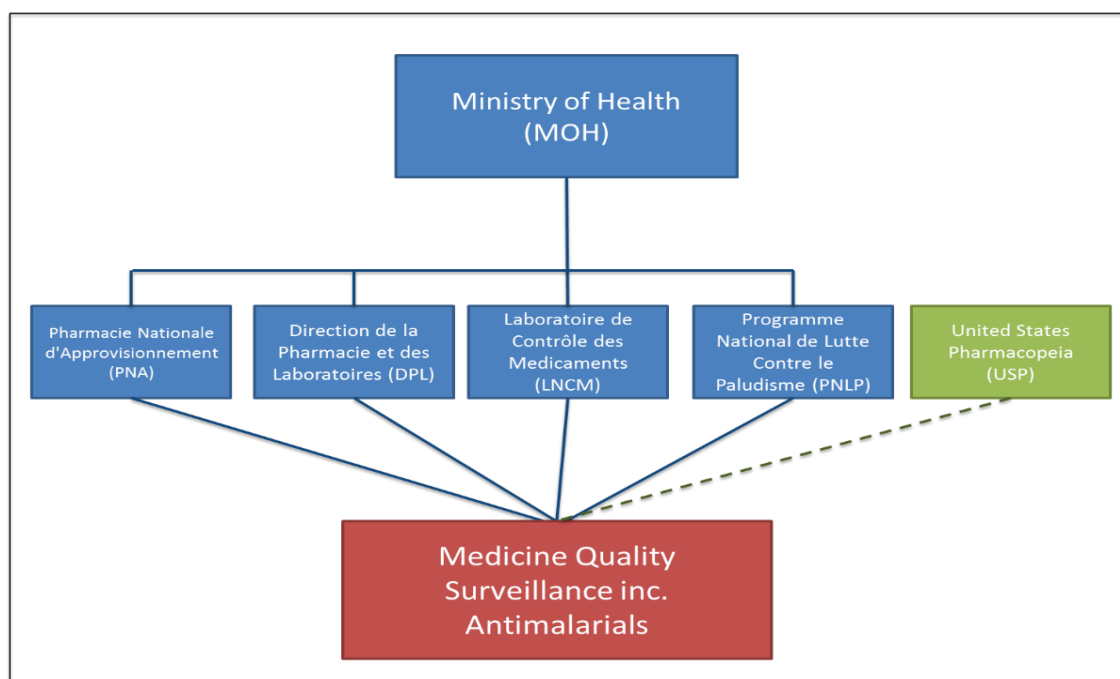 Ministry of Health
(MOH)
Pharmacie Nationale
d'Approvisionnement
(PNA)
Direction de la
Pharmacie et des
Laboratoires (DPL)
Laboratoire de
Contrôle des
Medicaments
(LNCM)
Programme
National de Lutte
Contre le
Paludisme (PNLP)
United States
Pharmacopeia
(USP)
Medicine Quality
Surveillance inc.
Antimalarials